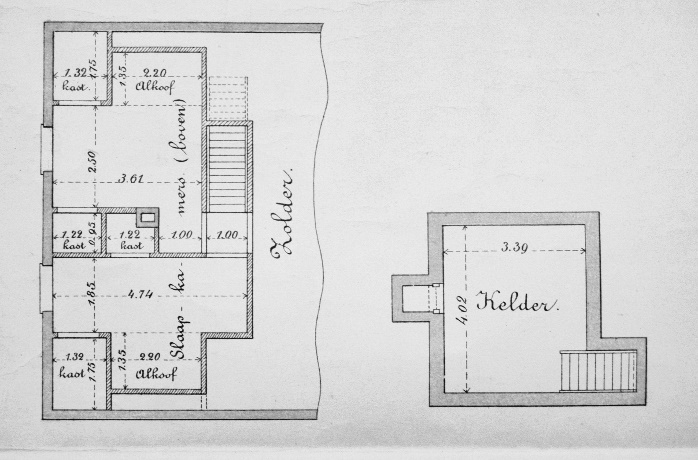 1.32
kast
1.75
1.35
2.20
Alkoof
2.50
3.61
mers. (boven)
Zolder.
1.22
kast
0.95
1.22
kast
1.00
1.00
1.85
4.74
Slaap-ka-
1.32
kast
1.75
1.35
2.20
Alkoof
3.39
4.02
Kelder.